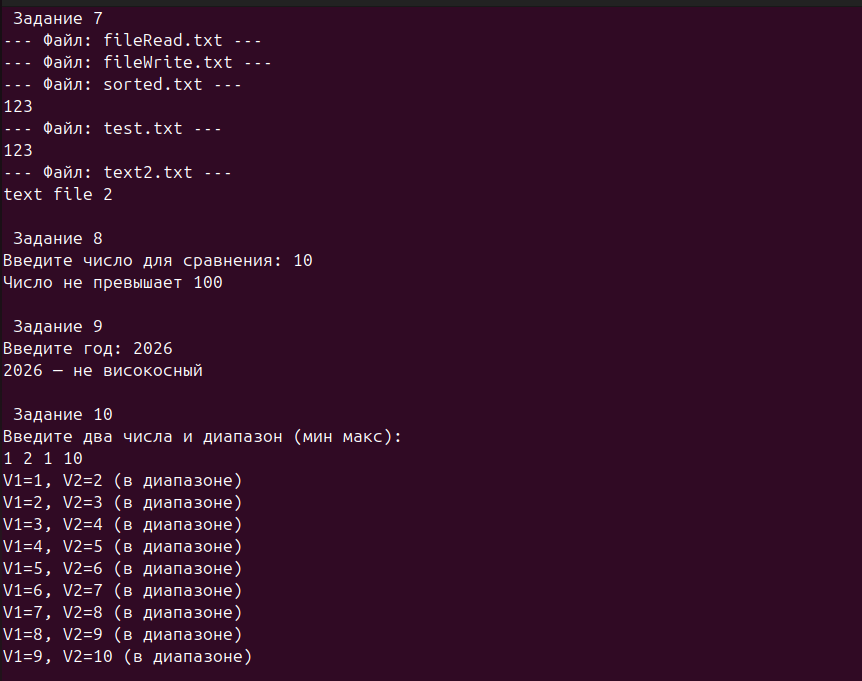 Задание 7
--- Файл: fileRead.txt ---
--- Файл: fileWrite.txt ---
--- Файл: sorted.txt ---
123
--- Файл: test.txt ---
123
--- Файл: text2.txt ---
text file 2
Задание 8
Введите число для сравнения: 10
Число не превышает 100
Задание 9
Введите год: 2026
2026 — не високосный
Задание 10
Введите два числа и диапазон (мин макс):
1 2 1 10
V1=1, V2=2 (в диапазоне)
V1=2, V2=3 (в диапазоне)
V1=3, V2=4 (в диапазоне)
V1=4, V2=5 (в диапазоне)
V1=5, V2=6 (в диапазоне)
V1=6, V2=7 (в диапазоне)
V1=7, V2=8 (в диапазоне)
V1=8, V2=9 (в диапазоне)
V1=9, V2=10 (в диапазоне)